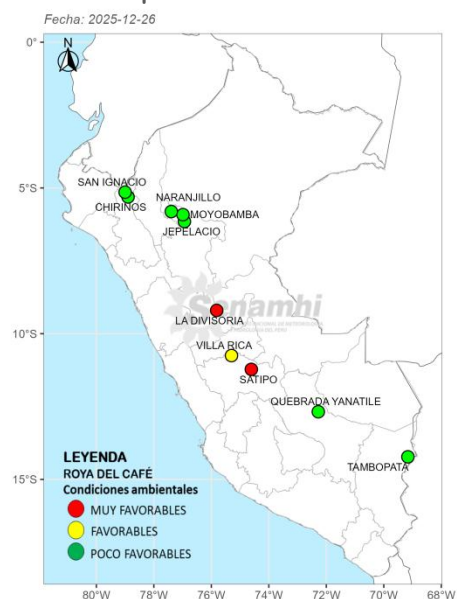 Fecha: 2025-12-26
N
0°
5°S
10°S
15°S
SAN IGNACIO
CHIRINOS
NARANJILLO
MOYOBAMBA
JEPELACIO
Senamhi
LA DIVISORIA
VILLA RICA
SATIPO
QUEBRADA YANATILE
TAMBOPATA
LEYENDA
ROYA DEL CAFÉ
Condiciones ambientales
MUY FAVORABLES
FAVORABLES
POCO FAVORABLES
80°W 78°W 76°W 74°W 72°W 70°W 68°W